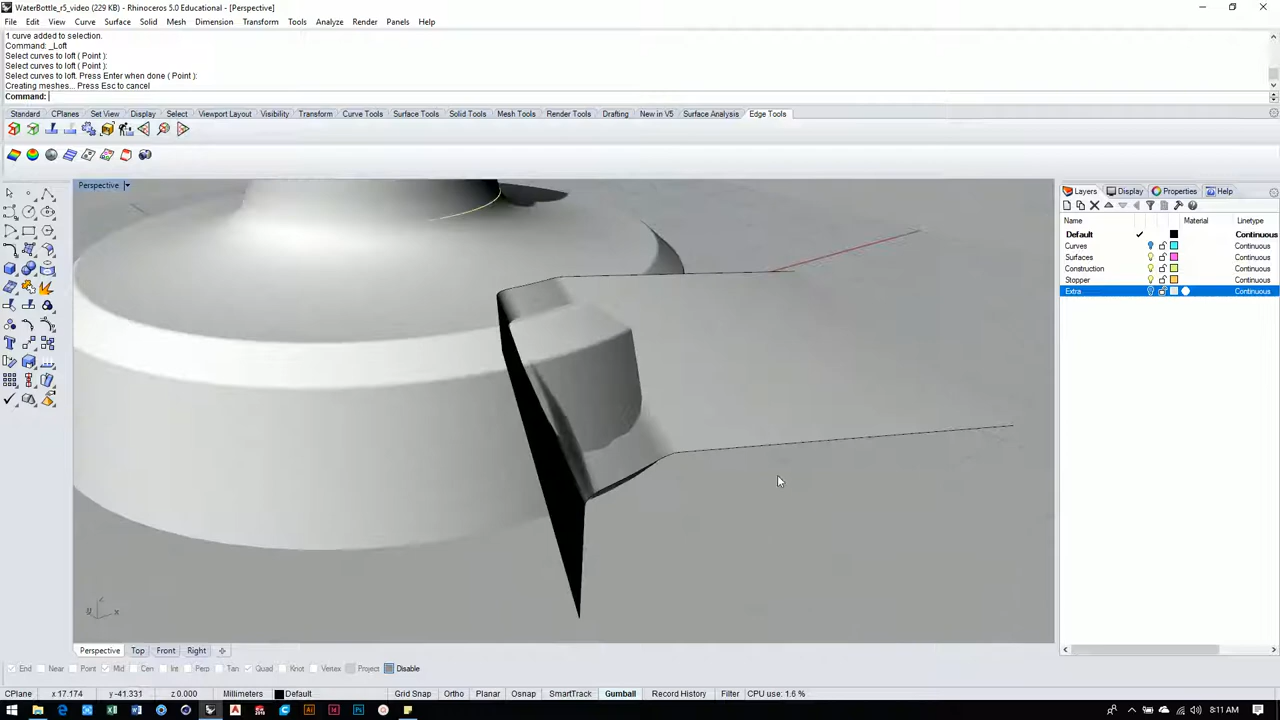 WaterBottle_r5_video (229 KB) - Rhinoceros 5.0 Educational - [Perspective]
File Edit View Curve Surface Solid Mesh Dimension Transform Tools Analyze Render Panels Help
1 curve added to selection.
Command: _Loft
Select curves to loft ( Point ):
Select curves to loft ( Point ):
Select curves to loft. Press Enter when done ( Point ):
Creating meshes... Press Esc to cancel
Command:
Standard CPlanes Set View Display Select Viewport Layout Visibility Transform Curve Tools Surface Tools Solid Tools Mesh Tools Render Tools Drafting New in V5 Surface Analysis Edge Tools
Perspective
Layers Display Properties Help
Name Material Linetype
Default Continuous
Curves Continuous
Surfaces Continuous
Construction Continuous
Stopper Continuous
Extra Continuous
x
Perspective Top Front Right
End Near Point Mid Cen Int Perp Tan Quad Knot Vertex Project Disable
CPlane x 17.174 y -41.331 z 0.000 Millimeters Default Grid Snap Ortho Planar Osnap SmartTrack Gumball Record History Filter CPU use: 1.6 %
8:11 AM